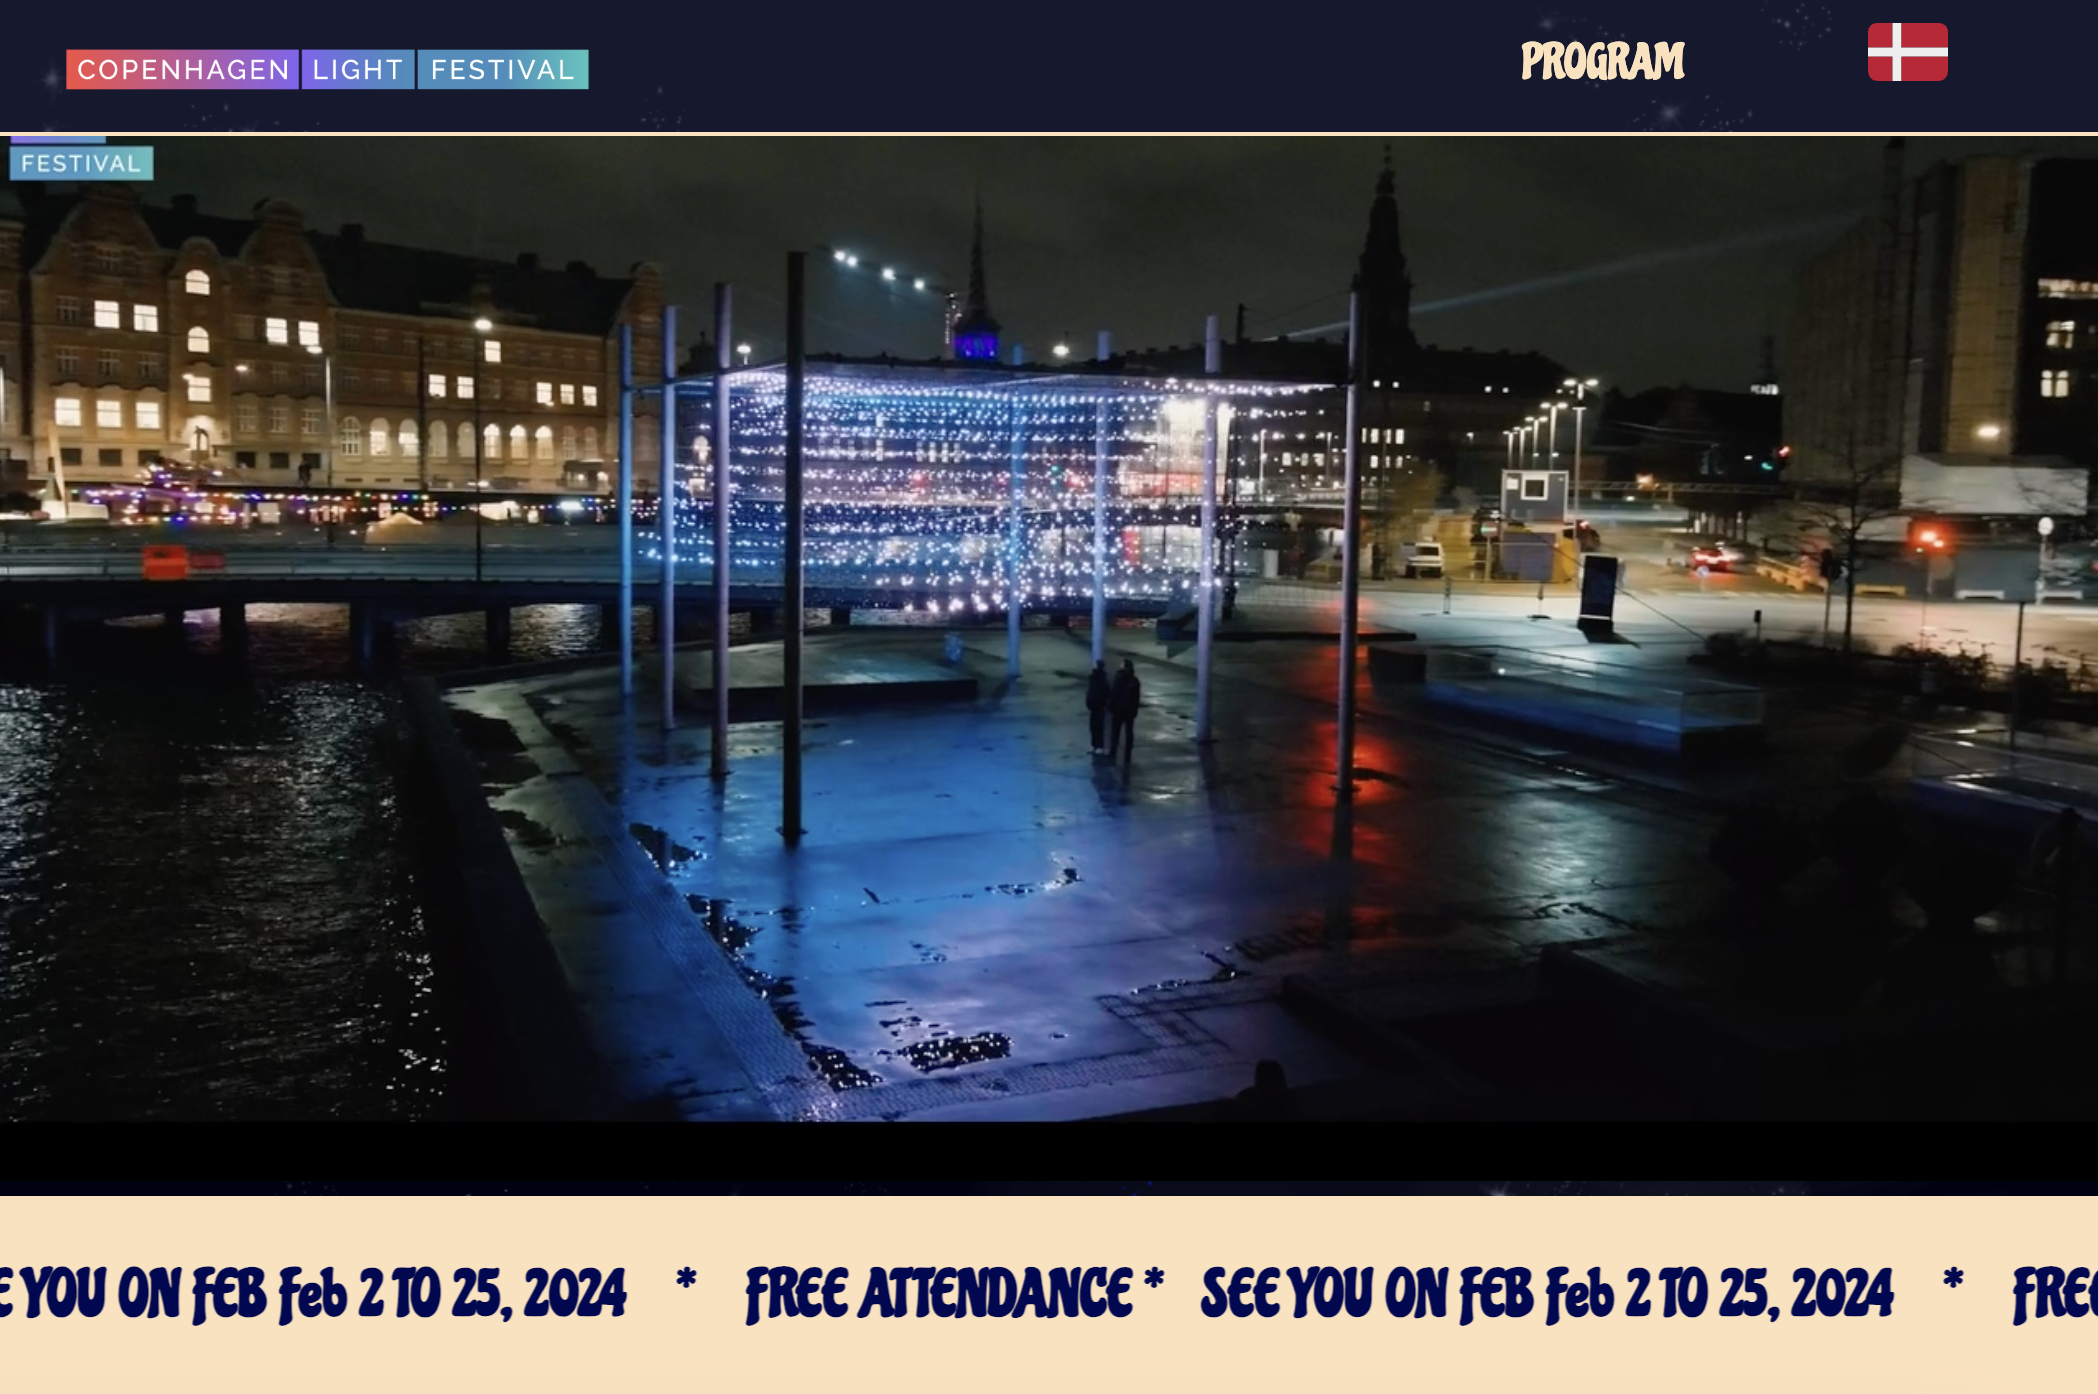 COPENHAGEN LIGHT FESTIVAL
PROGRAM
FESTIVAL
E YOU ON FEB Feb 2 TO 25, 2024 * FREE ATTENDANCE * SEE YOU ON FEB Feb 2 TO 25, 2024 * FREE